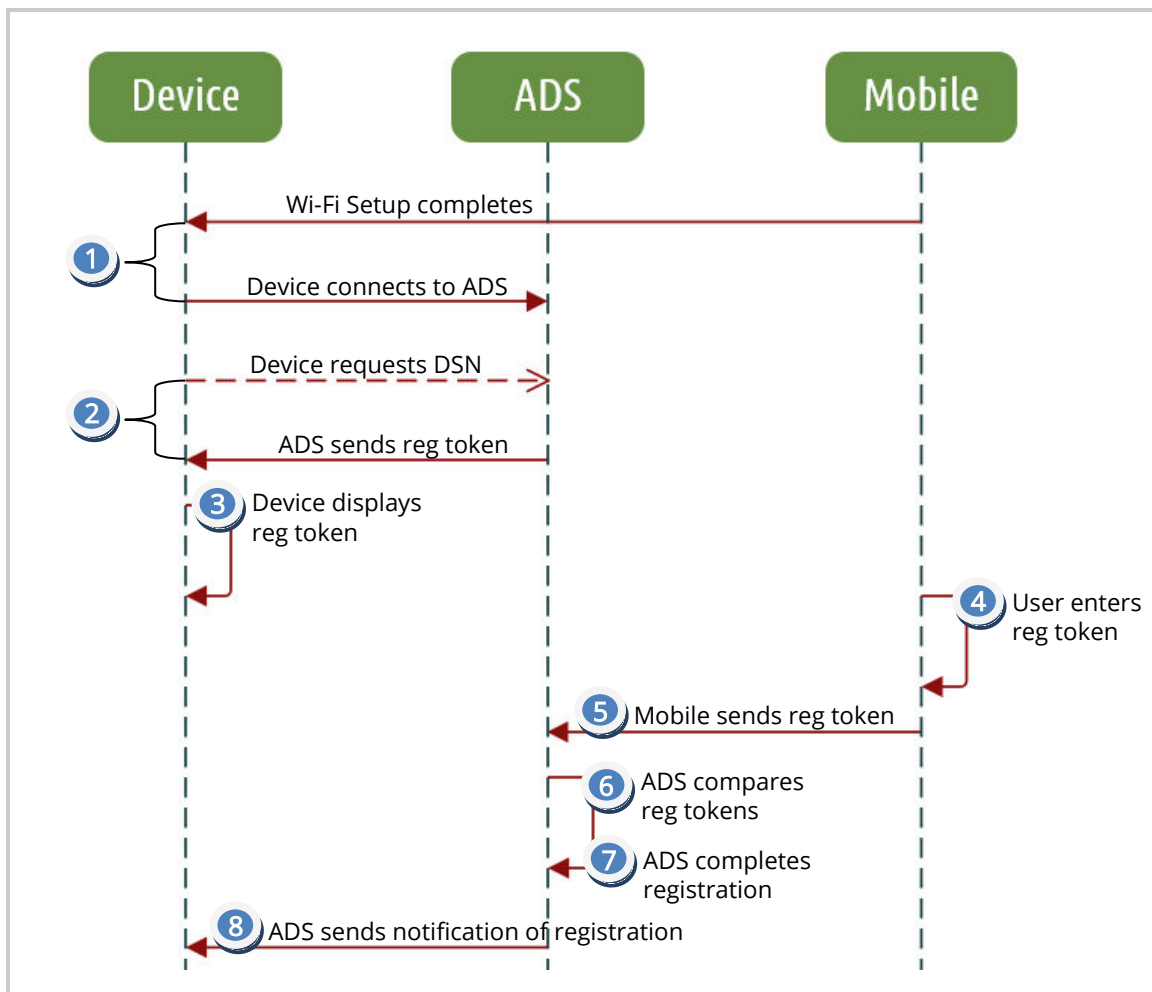 Device
ADS
Mobile
Wi-Fi Setup completes
1
Device connects to ADS
Device requests DSN
2
ADS sends reg token
3
Device displays
reg token
4
User enters
reg token
5
Mobile sends reg token
6
ADS compares
reg tokens
7
ADS completes
registration
8
ADS sends notification of registration